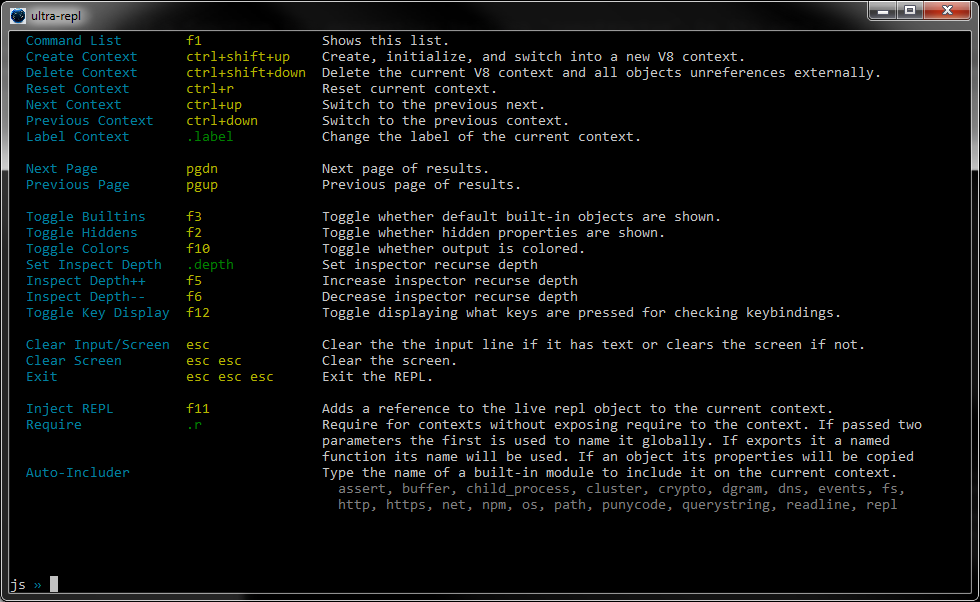 ultra-repl
Command List f1 Shows this list.
Create Context ctrl+shift+up Create, initialize, and switch into a new V8 context.
Delete Context ctrl+shift+down Delete the current V8 context and all objects unreferences externally.
Reset Context ctrl+r Reset current context.
Next Context ctrl+up Switch to the previous next.
Previous Context ctrl+down Switch to the previous context.
Label Context .label Change the label of the current context.
Next Page pgdn Next page of results.
Previous Page pgup Previous page of results.
Toggle Builtins f3 Toggle whether default built-in objects are shown.
Toggle Hiddens f2 Toggle whether hidden properties are shown.
Toggle Colors f10 Toggle whether output is colored.
Set Inspect Depth .depth Set inspector recurse depth
Inspect Depth++ f5 Increase inspector recurse depth
Inspect Depth-- f6 Decrease inspector recurse depth
Toggle Key Display f12 Toggle displaying what keys are pressed for checking keybindings.
Clear Input/Screen esc Clear the the input line if it has text or clears the screen if not.
Clear Screen esc esc Clear the screen.
Exit esc esc esc Exit the REPL.
Inject REPL f11 Adds a reference to the live repl object to the current context.
Require .r Require for contexts without exposing require to the context. If passed two
parameters the first is used to name it globally. If exports it a named
function its name will be used. If an object its properties will be copied
Auto-Includer Type the name of a built-in module to include it on the current context.
assert, buffer, child_process, cluster, crypto, dgram, dns, events, fs,
http, https, net, npm, os, path, punycode, querystring, readline, repl
js »